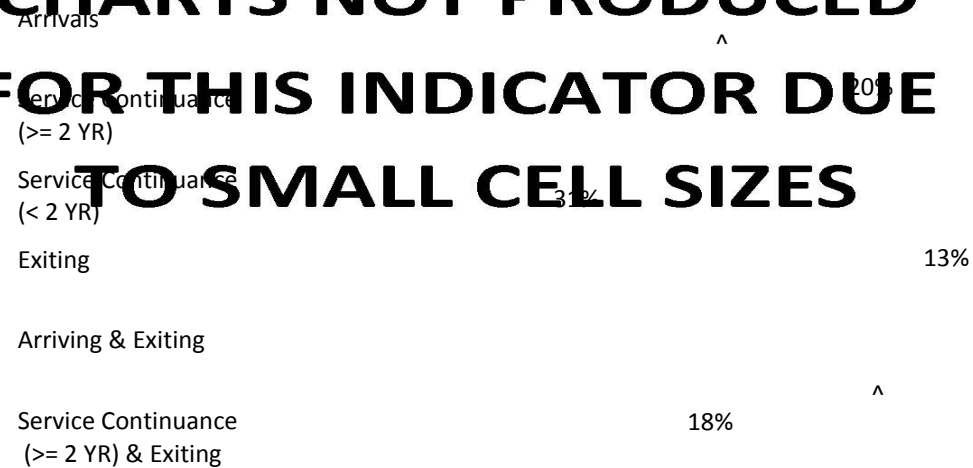 CHARTS NOT PRODUCED
Arrivals
^
FOR THIS INDICATOR DUE
20%
Service Continuance
(>= 2 YR)
TO SMALL CELL SIZES
Service Continuance
31%
(< 2 YR)
Exiting
13%
Arriving & Exiting
^
Service Continuance
18%
(>= 2 YR) & Exiting